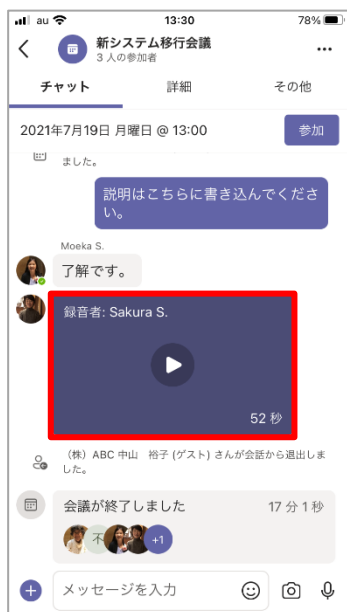 au 13:30 78%
新システム移行会議
3 人の参加者
チャット 詳細 その他
2021年7月19日 月曜日 @ 13:00 参加
ました。
説明はこちらに書き込んでくださ
い。
Moeka S.
了解です。
録音者: Sakura S.
52 秒
（株）ABC 中山 裕子 (ゲスト) さんが会話から退出しま
した。
会議が終了しました 17 分 1 秒
不 +1
メッセージを入力